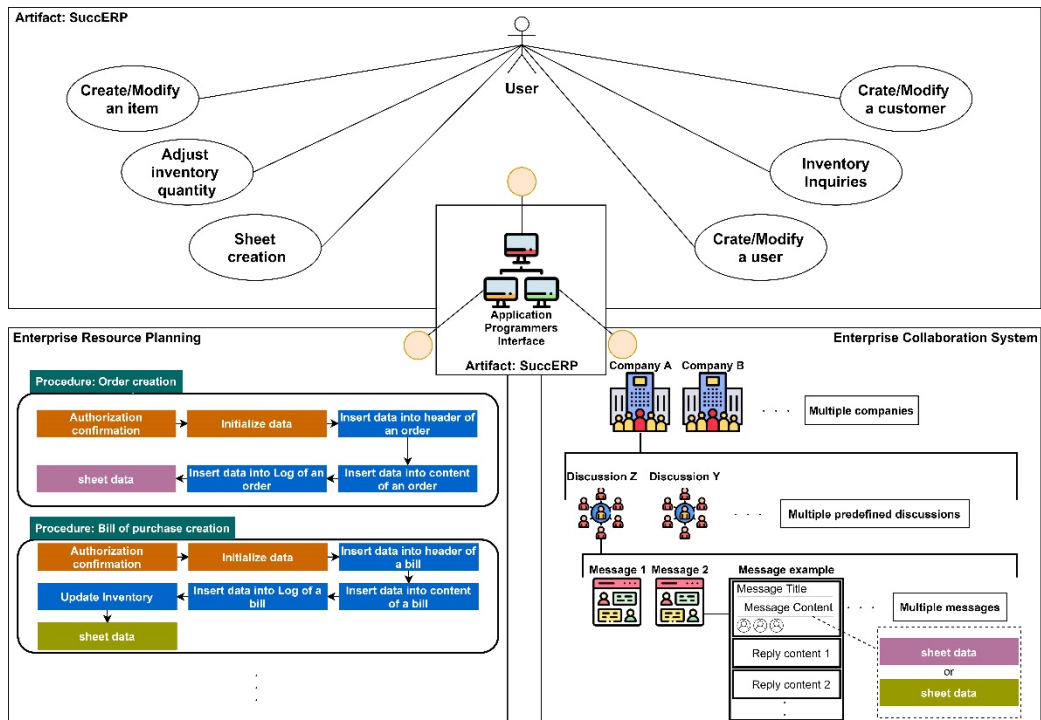 Artifact: SuccERP
User
Create/Modify
an item
Crate/Modify
a customer
Adjust
inventory
quantity
Inventory
Inquiries
Sheet
creation
Crate/Modify
a user
Application
Programmers
Interface
Artifact: SuccERP
Enterprise Resource Planning
Procedure: Order creation
Authorization
confirmation
Initialize data
Insert data into header of
an order
sheet data
Insert data into Log of an
order
Insert data into content
of an order
Procedure: Bill of purchase creation
Authorization
confirmation
Initialize data
Insert data into header of
a bill
Update Inventory
Insert data into Log of a
bill
Insert data into content
of a bill
sheet data
Enterprise Collaboration System
Company A
Company B
Multiple companies
Discussion Z
Discussion Y
Multiple predefined discussions
Message 1
Message 2
Message example
Message Title
Message Content
Multiple messages
Reply content 1
Reply content 2
sheet data
or
sheet data